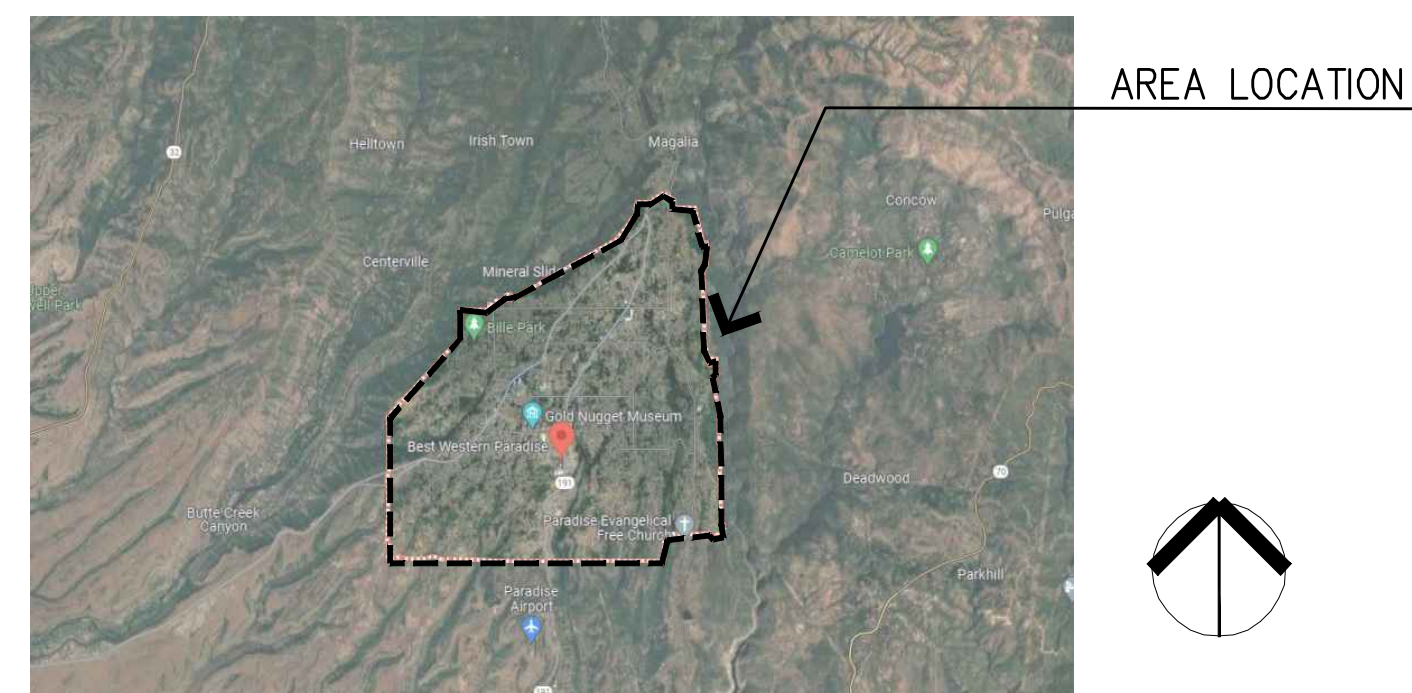 AREA LOCATION
32
Helltown
Irish Town
Magalia
Concow
Camelot Park
Centerville
Mineral Slide
Bille Park
Gold Nugget Museum
Best Western Paradise
191
70
Deadwood
Butte Creek
Canyon
Paradise Evangelical
Free Church
Parkhill
Paradise
Airport
191